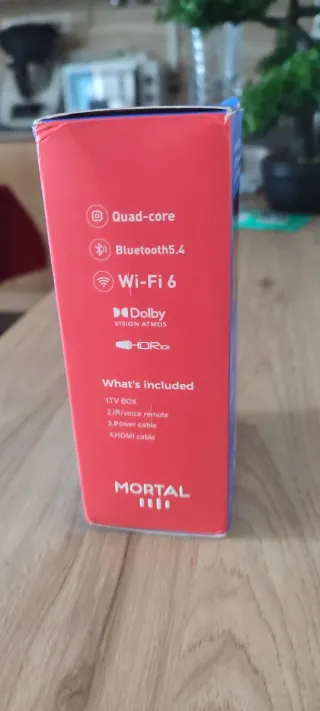 Quad-core
Bluetooth5.4
Wi-Fi 6
Dolby
VISION ATMOS
HDR10+
What's included
1.TV BOX
2.IR/voice remote
3.Power cable
4.HDMI cable
MORTAL